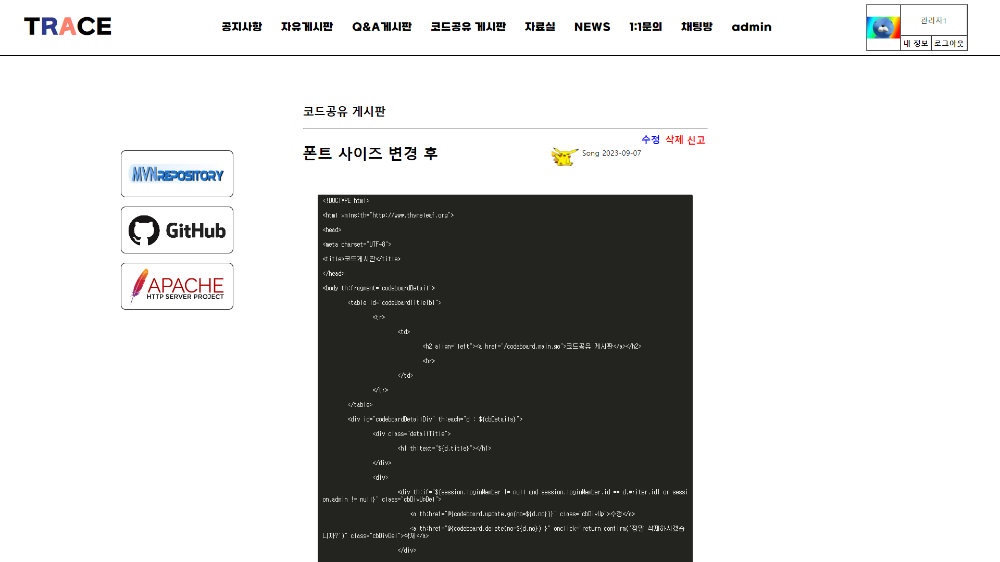 TRACE
공지사항 자유게시판 Q&A게시판 코드공유 게시판 자료실 NEWS 1:1문의 채팅방 admin
관리자1
내 정보 로그아웃
코드공유 게시판
수정 삭제 신고
폰트 사이즈 변경 후
Song 2023-09-07
MVNREPOSITORY
GitHub
APACHE
HTTP SERVER PROJECT
<!DOCTYPE html>
<html xmlns:th="http://www.thymeleaf.org">
<head>
<meta charset="UTF-8">
<title>코드게시판</title>
</head>
<body th:fragment="codeboardDetail">
<table id="codeBoardTitleTbl">
<tr>
<td>
<h2 align="left"><a href="/codeboard.main.go">코드공유 게시판</a></h2>
<hr>
</td>
</tr>
</table>
<div id="codeboardDetailDiv" th:each="d : ${cbDetails}">
<div class="detailTitle">
<h1 th:text="${d.title}"></h1>
</div>
<div>
<div th:if="${session.loginMember != null and session.loginMember.id == d.writer.id1 or sessi
on.admin != null}" class="cbDivUpDel">
<a th:href="@{codeboard.update.go(no=${d.no})}" class="cbDivUp">수정</a>
<a th:href="@{codeboard.delete(no=${d.no}) }" onclick="return confirm('정말 삭제하시겠습
니까?')" class="cbDivDel">삭제</a>
</div>